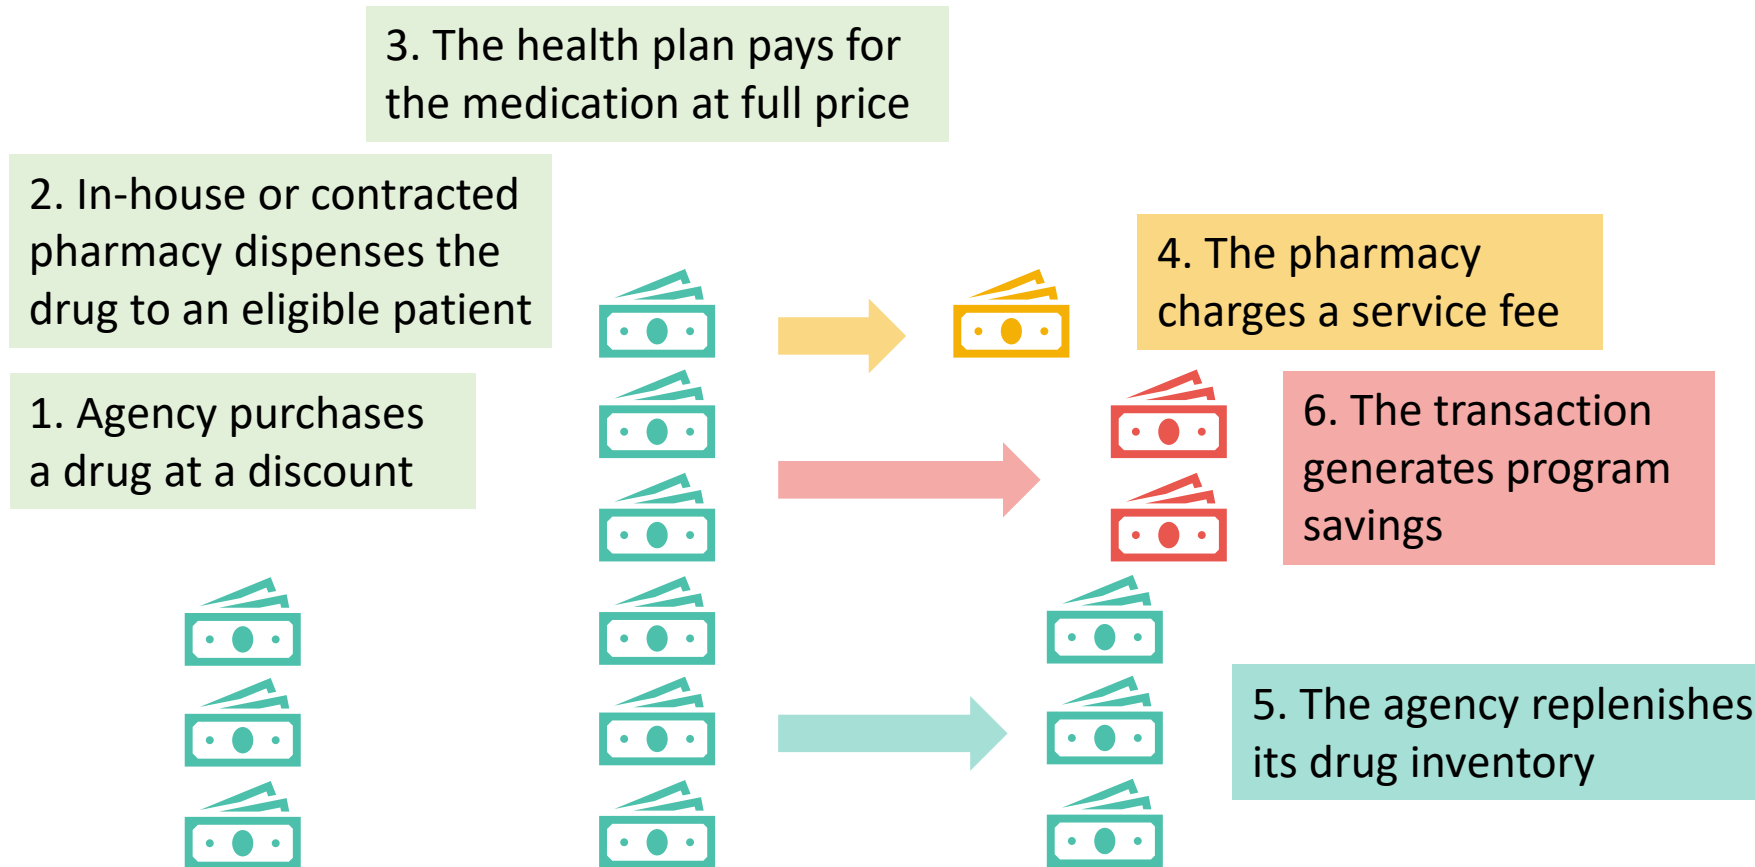 3. The health plan pays for
the medication at full price
2. In-house or contracted
pharmacy dispenses the
drug to an eligible patient
1. Agency purchases
a drug at a discount
4. The pharmacy
charges a service fee
6. The transaction
generates program
savings
5. The agency replenishes
its drug inventory